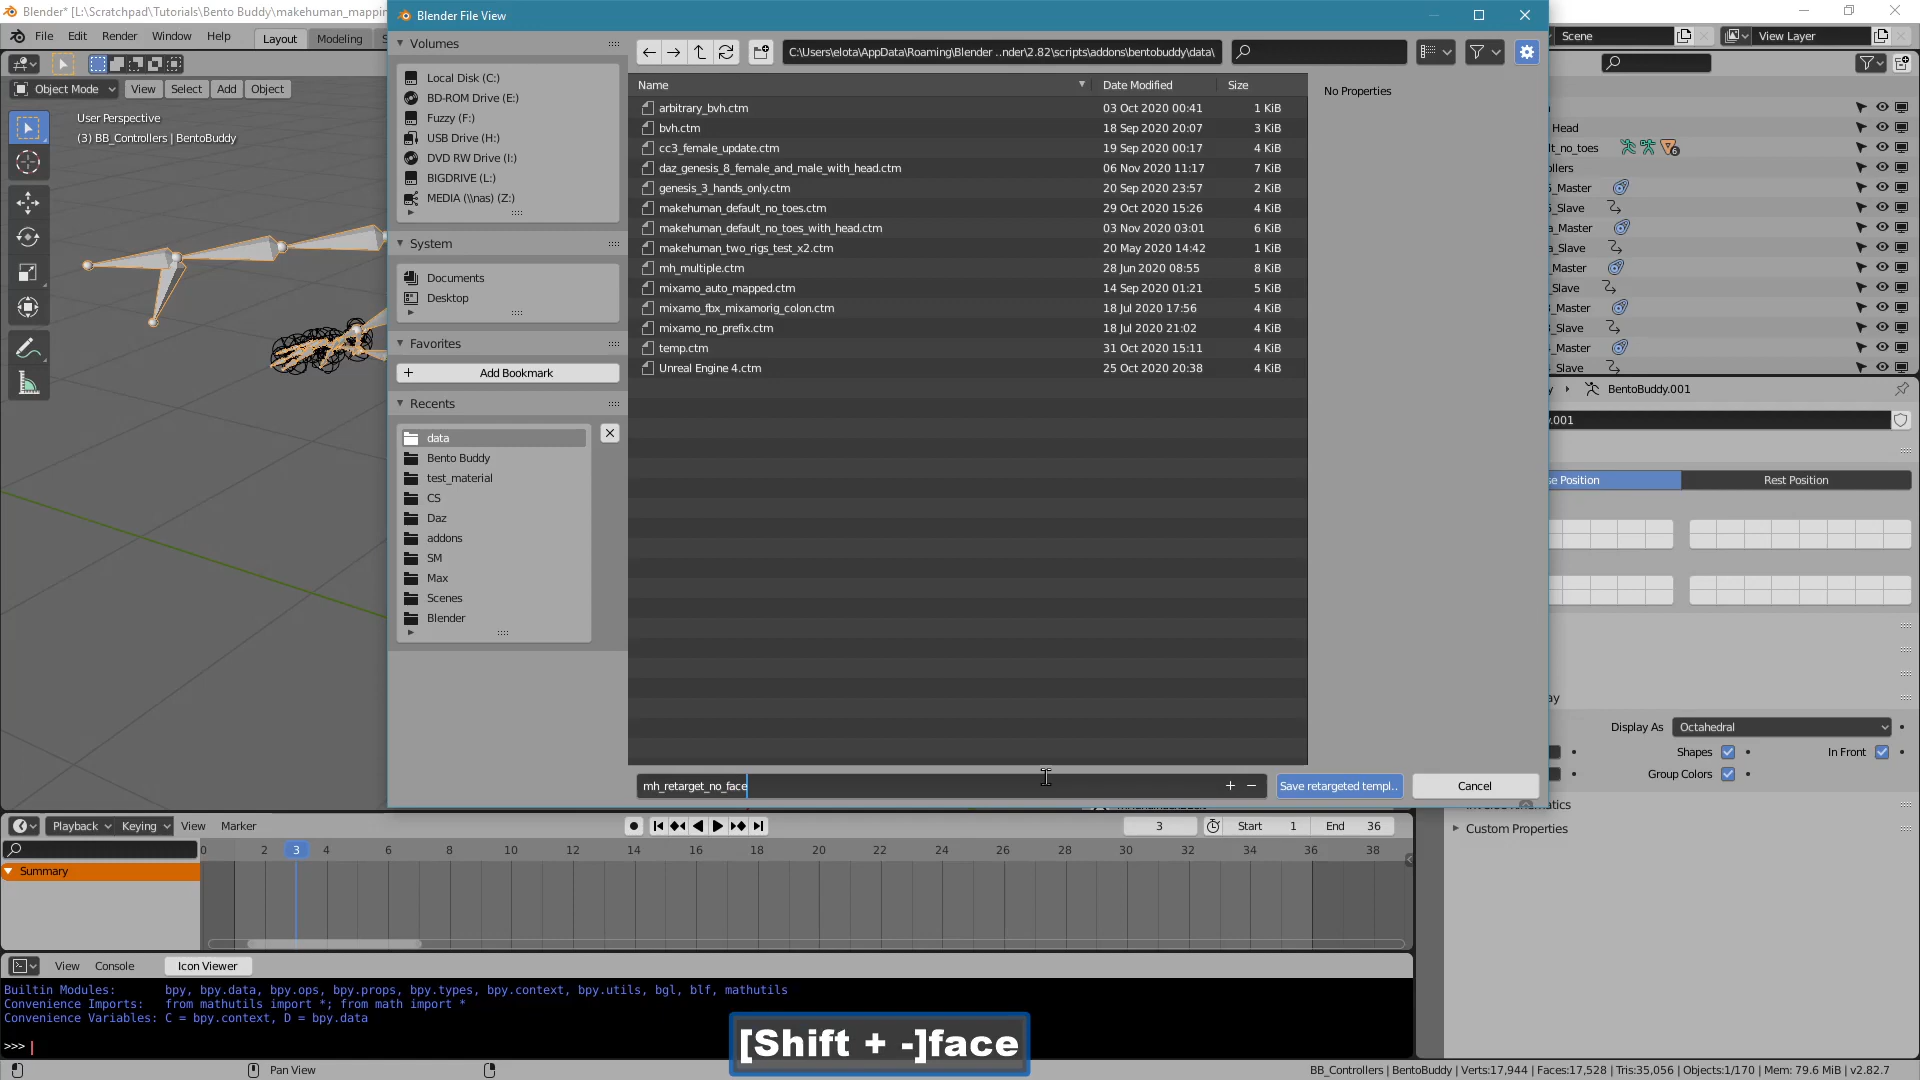 Blender* [L:\Scratchpad\Tutorials\Bento Buddy\makehuman_mappin
Blender File View
File Edit Render Window Help Layout Modeling
Scene View Layer
Volumes
Local Disk (C:)
BD-ROM Drive (E:)
Fuzzy (F:)
USB Drive (H:)
DVD RW Drive (I:)
BIGDRIVE (L:)
MEDIA (\\nas) (Z:)
System
Documents
Desktop
Favorites
Add Bookmark
Recents
data
Bento Buddy
test_material
CS
Daz
addons
SM
Max
Scenes
Blender
C:\Users\elota\AppData\Roaming\Blender ..nder\2.82\scripts\addons\bentobuddy\data\
Name Date Modified Size
arbitrary_bvh.ctm 03 Oct 2020 00:41 1 KiB
bvh.ctm 18 Sep 2020 20:07 3 KiB
cc3_female_update.ctm 19 Sep 2020 00:17 4 KiB
daz_genesis_8_female_and_male_with_head.ctm 06 Nov 2020 11:17 7 KiB
genesis_3_hands_only.ctm 20 Sep 2020 23:57 2 KiB
makehuman_default_no_toes.ctm 29 Oct 2020 15:26 4 KiB
makehuman_default_no_toes_with_head.ctm 03 Nov 2020 03:01 6 KiB
makehuman_two_rigs_test_x2.ctm 20 May 2020 14:42 1 KiB
mh_multiple.ctm 28 Jun 2020 08:55 8 KiB
mixamo_auto_mapped.ctm 14 Sep 2020 01:21 5 KiB
mixamo_fbx_mixamorig_colon.ctm 18 Jul 2020 17:56 4 KiB
mixamo_no_prefix.ctm 18 Jul 2020 21:02 4 KiB
temp.ctm 31 Oct 2020 15:11 4 KiB
Unreal Engine 4.ctm 25 Oct 2020 20:38 4 KiB
mh_retarget_no_face + − Save retargeted templ.. Cancel
No Properties
Object Mode View Select Add Object
User Perspective
(3) BB_Controllers | BentoBuddy
Head
lt_no_toes 6
ollers
_Master
_Slave
a_Master
a_Slave
_Master
_Slave
_Master
_Slave
_Master
_Slave
BentoBuddy.001
.001
se Position Rest Position
ay
Display As Octahedral
Shapes In Front
Group Colors
Custom Properties
Playback Keying View Marker 3 Start 1 End 36
0 2 3 4 6 8 10 12 14 16 18 20 22 24 26 28 30 32 34 36 38
Summary
View Console Icon Viewer
Builtin Modules: bpy, bpy.data, bpy.ops, bpy.props, bpy.types, bpy.context, bpy.utils, bgl, blf, mathutils
Convenience Imports: from mathutils import *; from math import *
Convenience Variables: C = bpy.context, D = bpy.data
>>>
[Shift + -]face
Pan View
BB_Controllers | BentoBuddy | Verts:17,944 | Faces:17,528 | Tris:35,056 | Objects:1/170 | Mem: 79.6 MiB | v2.82.7